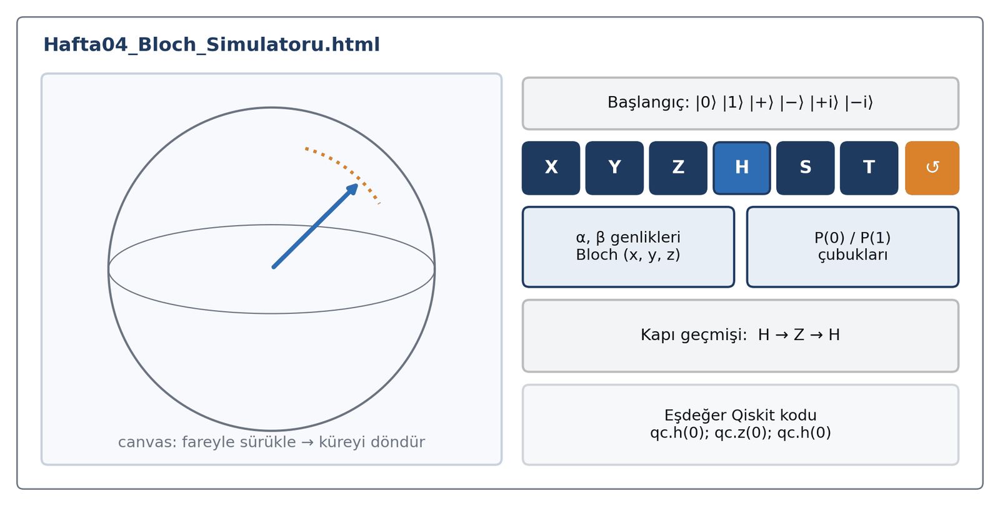 Hafta04_Bloch_Simulatoru.html
canvas: fareyle sürükle → küreyi döndür
Başlangıç: |0⟩ |1⟩ |+⟩ |−⟩ |+i⟩ |−i⟩
X Y Z H S T ↺
α, β genlikleri
Bloch (x, y, z)
P(0) / P(1)
çubukları
Kapı geçmişi: H → Z → H
Eşdeğer Qiskit kodu
qc.h(0); qc.z(0); qc.h(0)